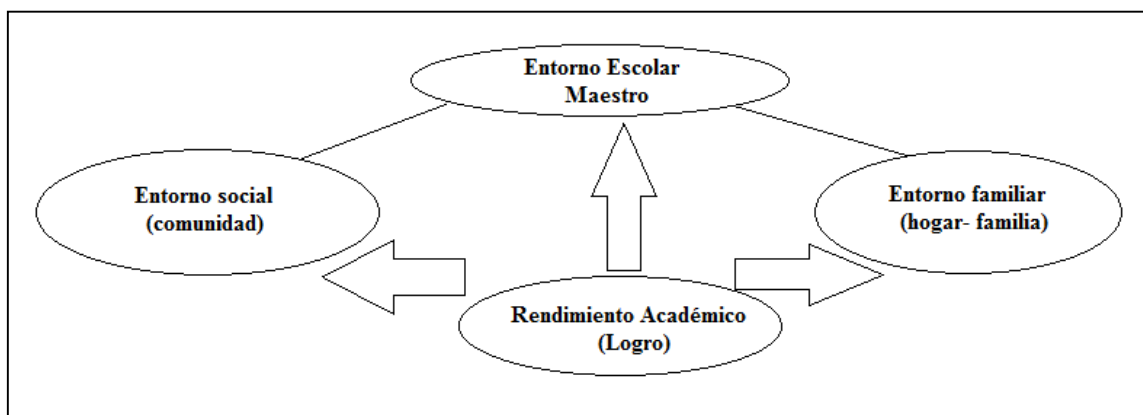 Entorno Escolar
Maestro
Entorno social
(comunidad)
Entorno familiar
(hogar- familia)
Rendimiento Académico
(Logro)